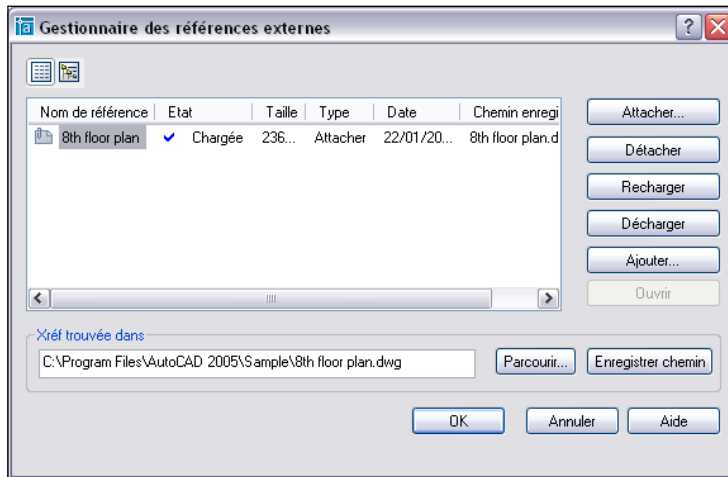 Gestionnaire des références externes
Nom de référence Etat Taille Type Date Chemin enregi
8th floor plan Chargée 236... Attacher 22/01/20... 8th floor plan.d
Attacher...
Détacher
Recharger
Décharger
Ajouter...
Ouvrir
Xréf trouvée dans
C:\Program Files\AutoCAD 2005\Sample\8th floor plan.dwg Parcourir... Enregistrer chemin
OK Annuler Aide